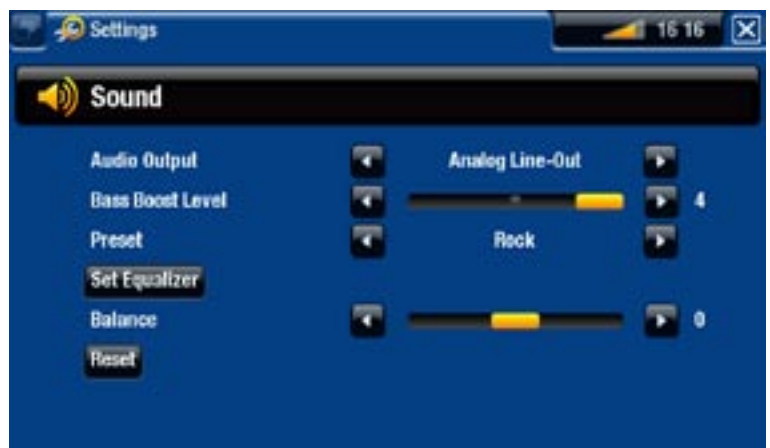 Settings 16 16
Sound
Audio Output Analog Line-Out
Bass Boost Level 4
Preset Rock
Set Equalizer
Balance 0
Reset